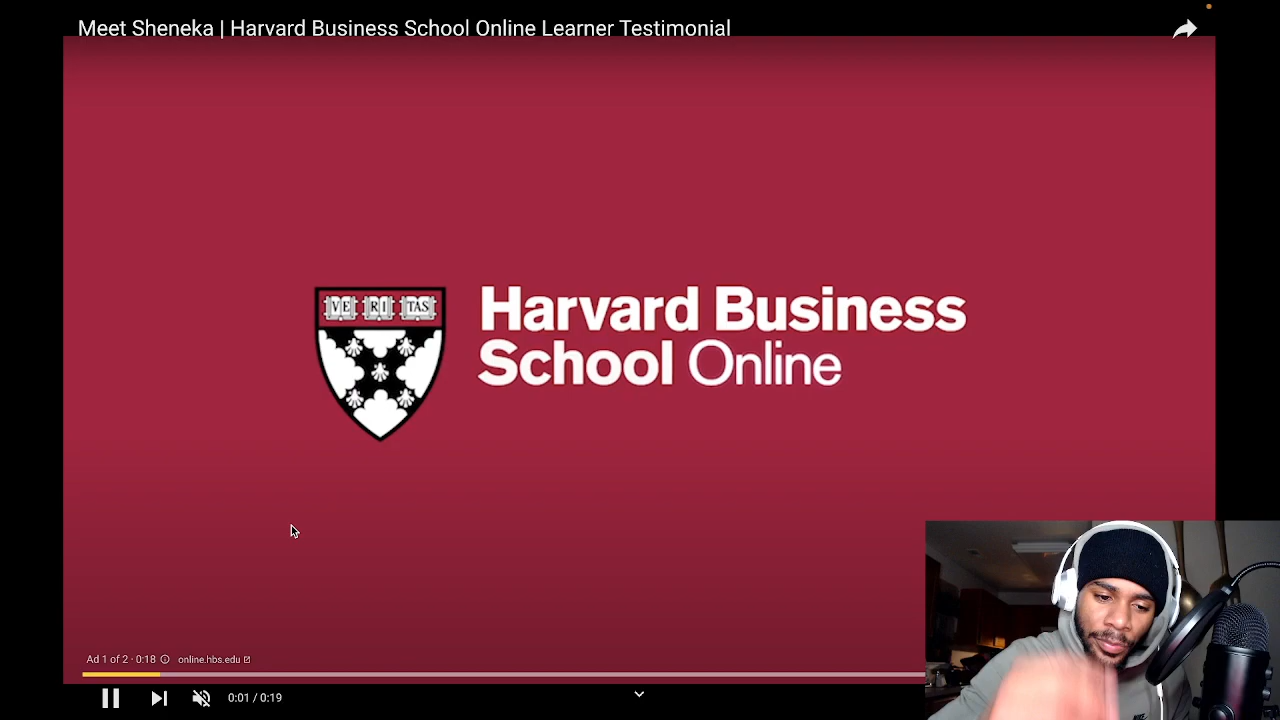 Meet Sheneka | Harvard Business School Online Learner Testimonial
VE RI TAS
Harvard Business
School Online
Ad 1 of 2 · 0:18
online.hbs.edu
0:01 / 0:19